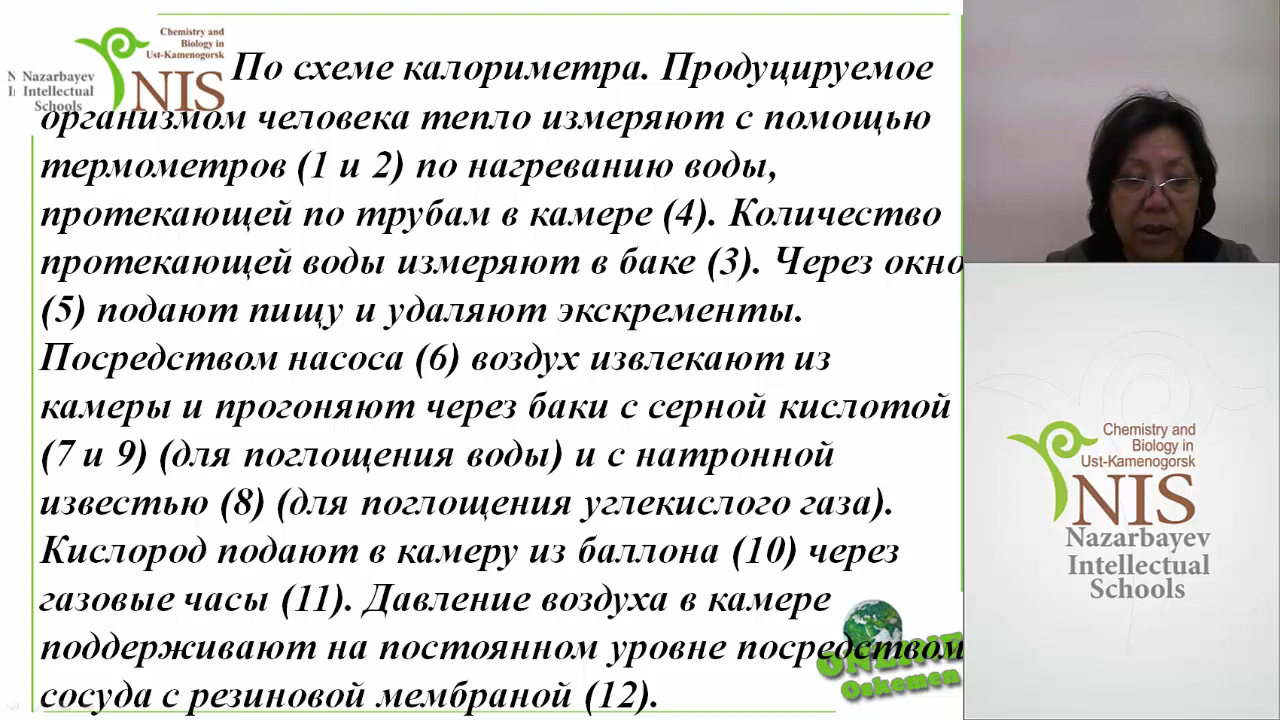 Chemistry and
Biology in
Ust-Kamenogorsk
NIS
Nazarbayev
Intellectual
Schools
По схеме калориметра. Продуцируемое
организмом человека тепло измеряют с помощью
термометров (1 и 2) по нагреванию воды,
протекающей по трубам в камере (4). Количество
протекающей воды измеряют в баке (3). Через окно
(5) подают пищу и удаляют экскременты.
Посредством насоса (6) воздух извлекают из
камеры и прогоняют через баки с серной кислотой
(7 и 9) (для поглощения воды) и с натронной
известью (8) (для поглощения углекислого газа).
Кислород подают в камеру из баллона (10) через
газовые часы (11). Давление воздуха в камере
поддерживают на постоянном уровне посредством
сосуда с резиновой мембраной (12).
ONLINE
Oskemen
Chemistry and
Biology in
Ust-Kamenogorsk
NIS
Nazarbayev
Intellectual
Schools